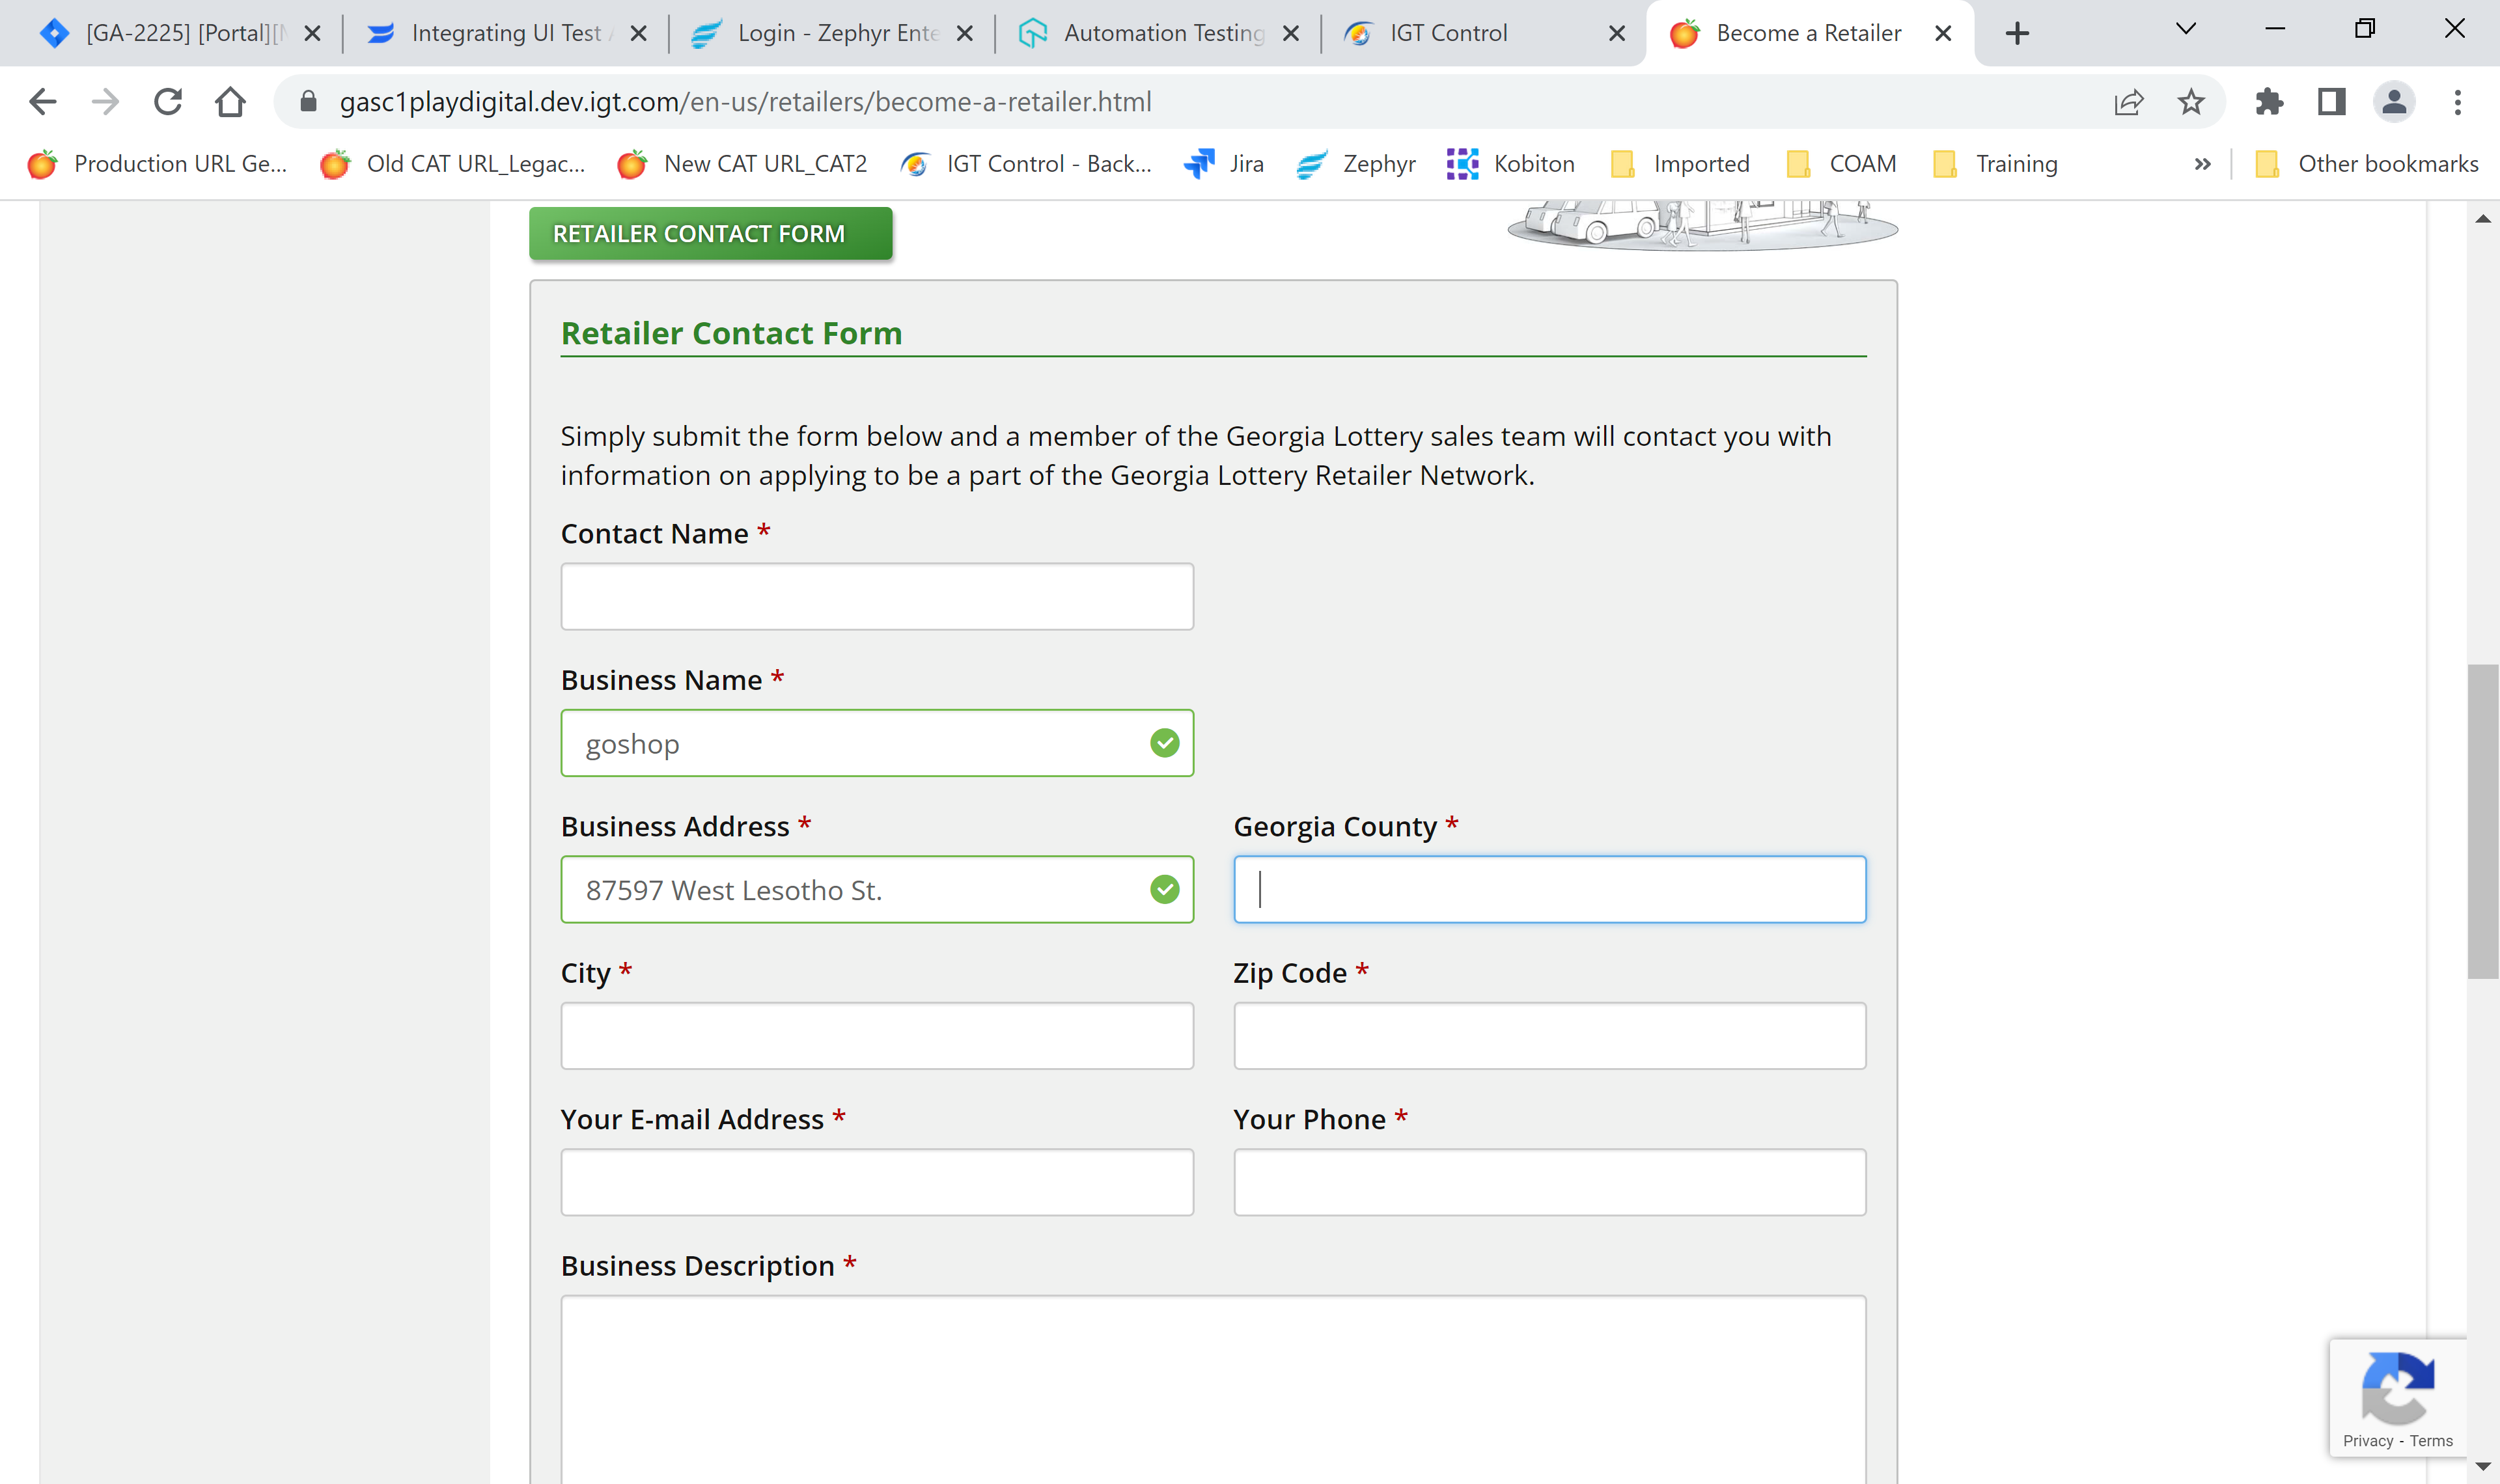 [GA-2225] [Portal][
Integrating UI Test
Login - Zephyr Ente
Automation Testing
IGT Control
Become a Retailer
gasc1playdigital.dev.igt.com/en-us/retailers/become-a-retailer.html
Production URL Ge...
Old CAT URL_Legac...
New CAT URL_CAT2
IGT Control - Back...
Jira
Zephyr
Kobiton
Imported
COAM
Training
Other bookmarks
RETAILER CONTACT FORM
Retailer Contact Form
Simply submit the form below and a member of the Georgia Lottery sales team will contact you with
information on applying to be a part of the Georgia Lottery Retailer Network.
Contact Name *
Business Name *
goshop
Business Address *
Georgia County *
87597 West Lesotho St.
City *
Zip Code *
Your E-mail Address *
Your Phone *
Business Description *
Privacy - Terms